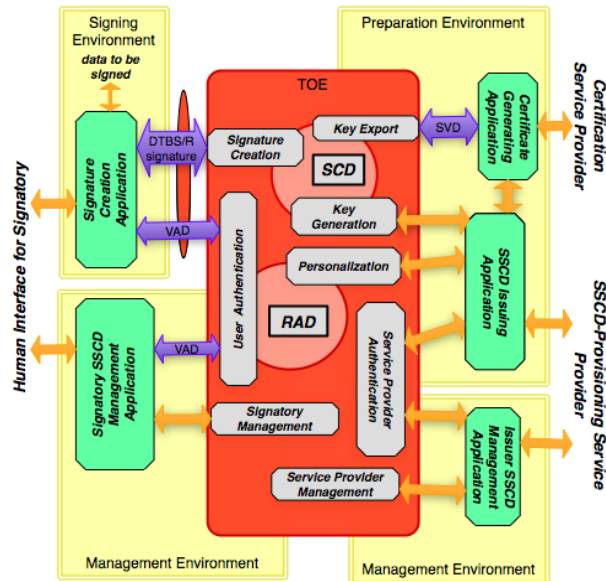 Signing
Environment
data to be
signed
Preparation Environment
TOE
Signature
Creation
Application
DTBS/R
signature
Signature
Creation
Key Export
SVD
Certificate
Generating
Application
Certification
Service Provider
SCD
Key
Generation
VAD
Human Interface for Signatory
User Authentication
Personalization
SSCD Issuing
Application
RAD
Service Provider
Authentication
SSCD-Provisioning Service
Provider
Signatory SSCD
Management
Application
VAD
Signatory
Management
Issuer SSCD
Management
Application
Service Provider
Management
Management Environment
Management Environment